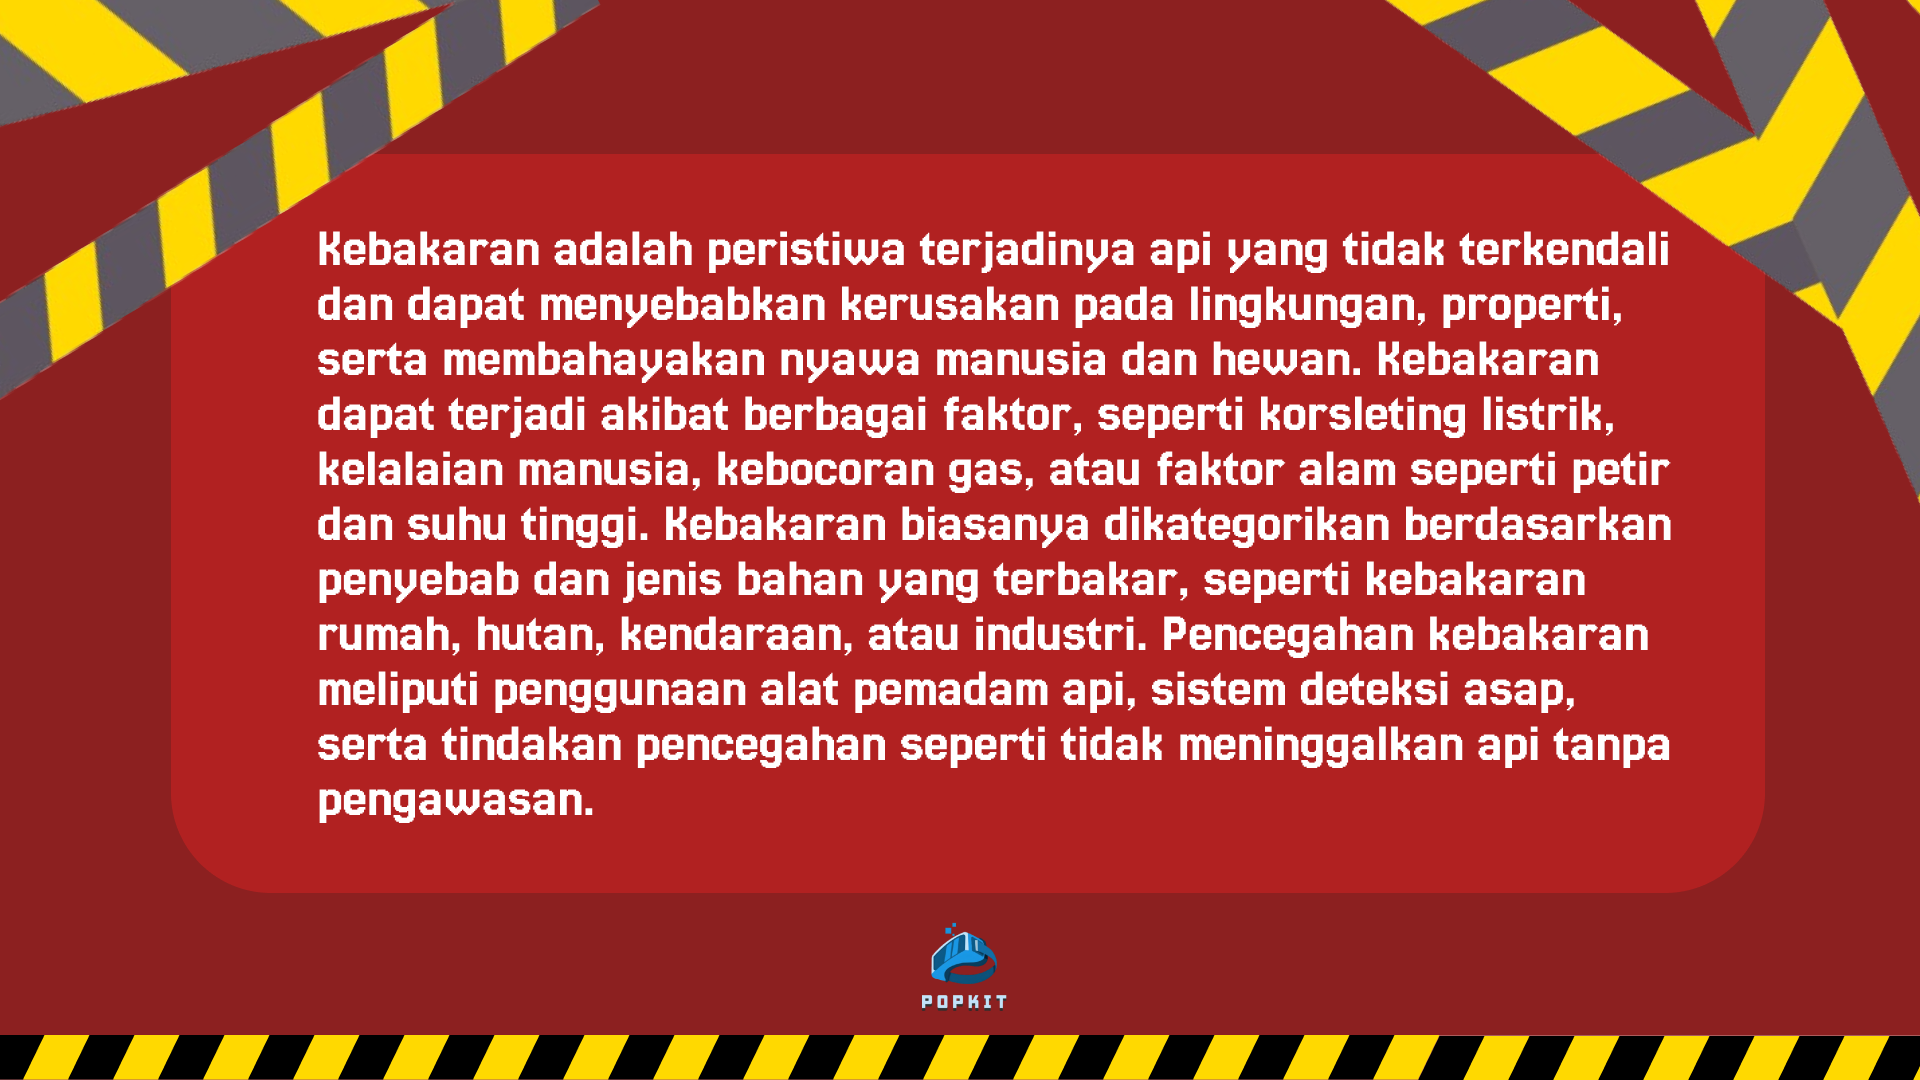 Kebakaran adalah peristiwa terjadinya api yang tidak terkendali
dan dapat menyebabkan kerusakan pada lingkungan, properti,
serta membahayakan nyawa manusia dan hewan. Kebakaran
dapat terjadi akibat berbagai faktor, seperti korsleting listrik,
kelalaian manusia, kebocoran gas, atau faktor alam seperti petir
dan suhu tinggi. Kebakaran biasanya dikategorikan berdasarkan
penyebab dan jenis bahan yang terbakar, seperti kebakaran
rumah, hutan, kendaraan, atau industri. Pencegahan kebakaran
meliputi penggunaan alat pemadam api, sistem deteksi asap,
serta tindakan pencegahan seperti tidak meninggalkan api tanpa
pengawasan.
POPKIT